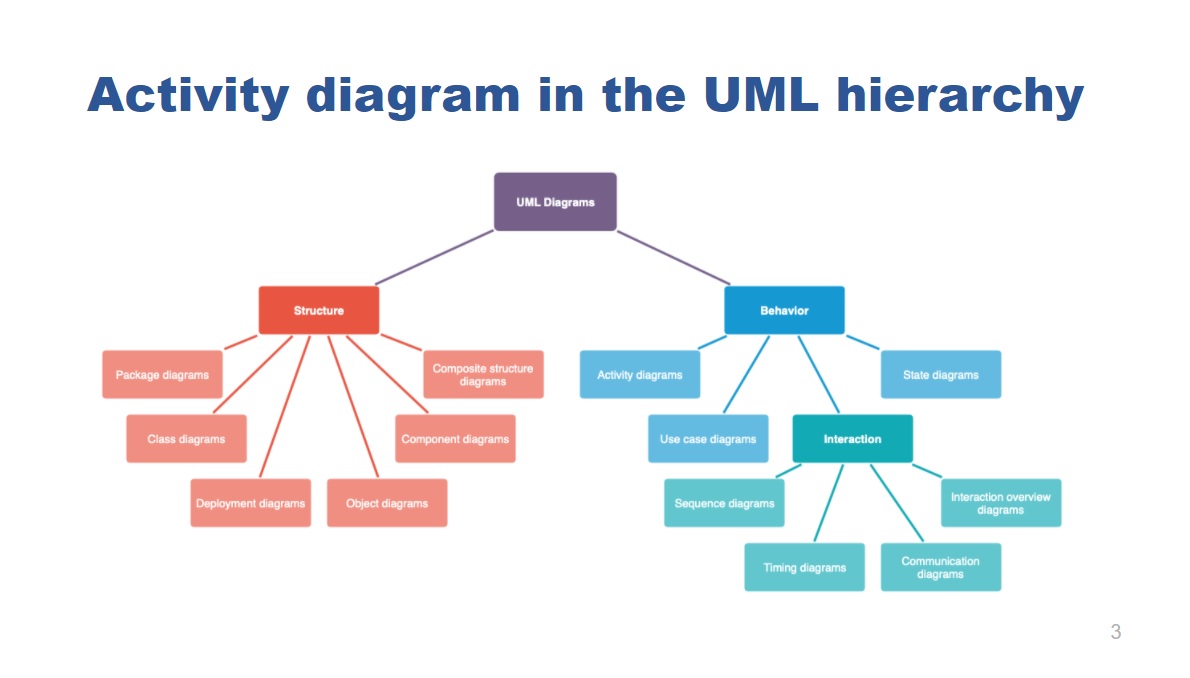 Activity diagram in the UML hierarchy
UML Diagrams
Structure
Behavior
Package diagrams
Composite structure
diagrams
Activity diagrams
State diagrams
Class diagrams
Component diagrams
Use case diagrams
Interaction
Deployment diagrams
Object diagrams
Sequence diagrams
Interaction overview
diagrams
Timing diagrams
Communication
diagrams
3